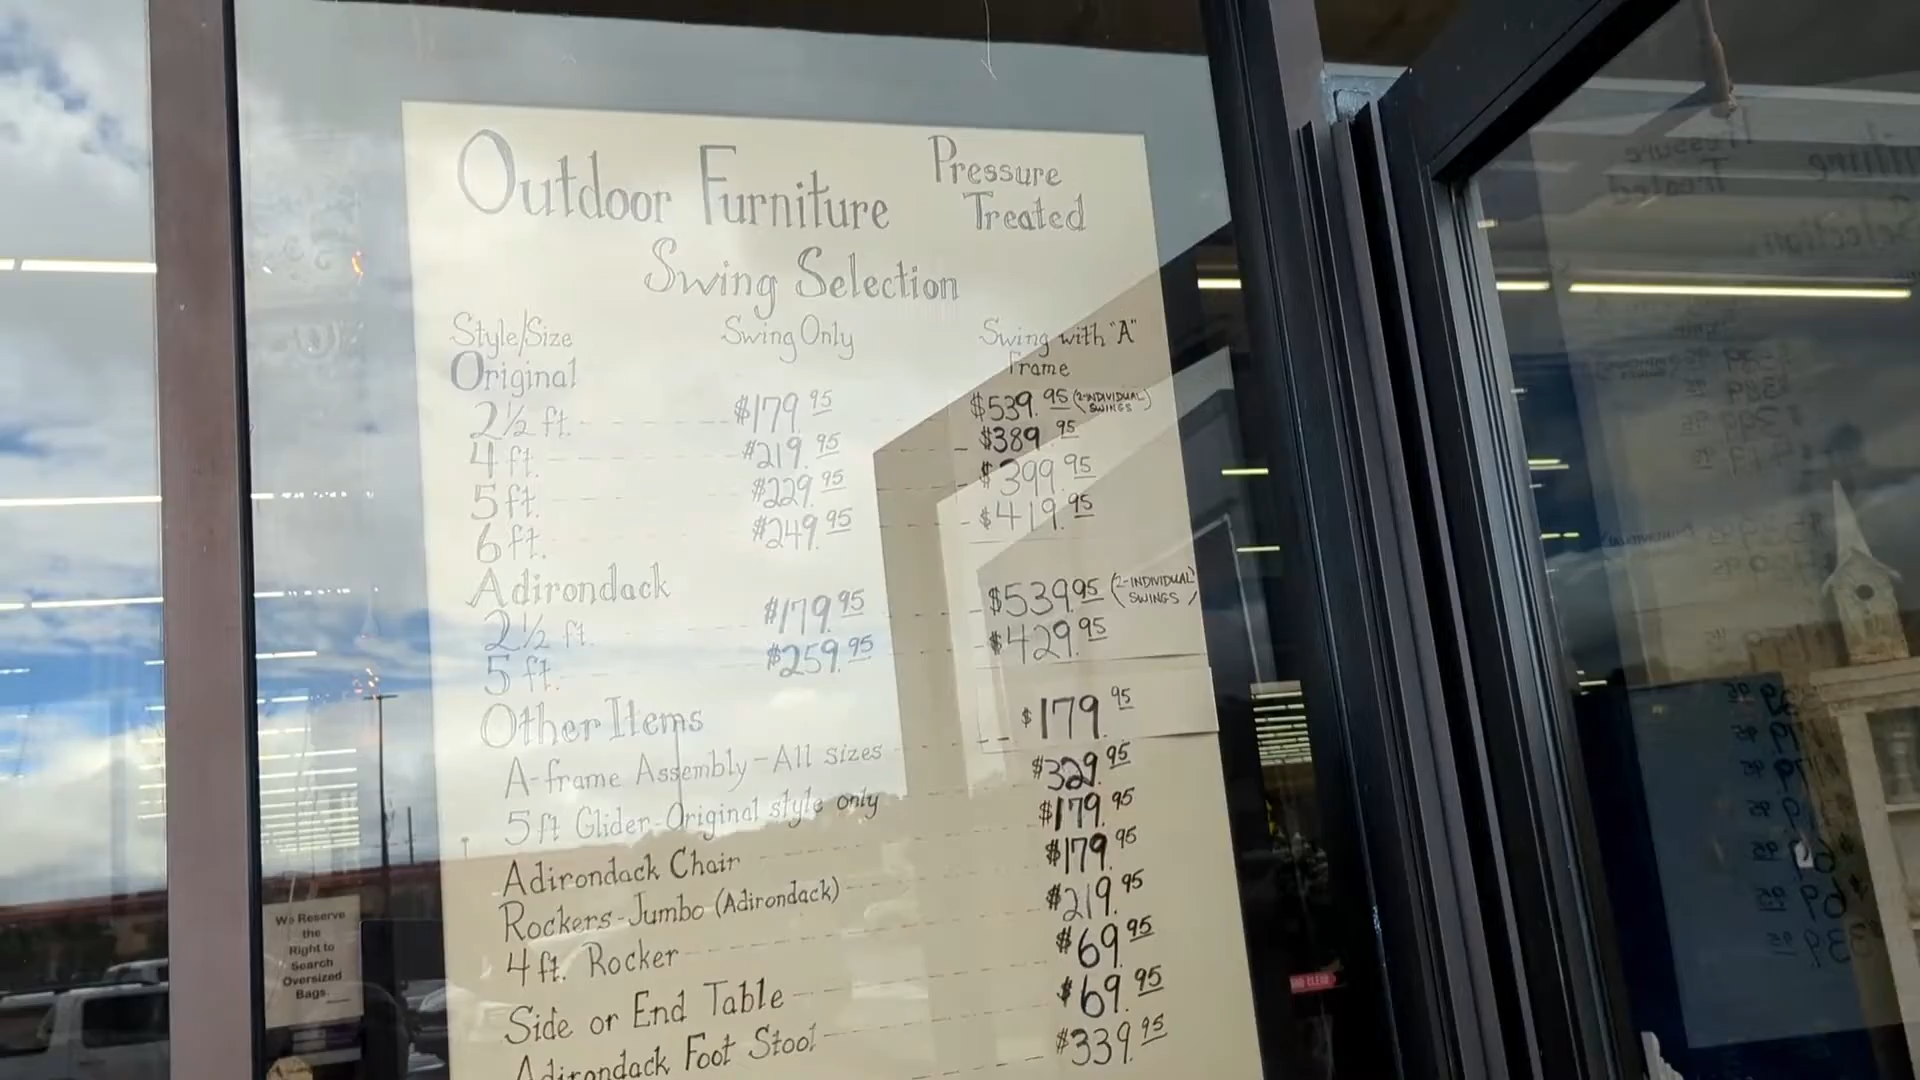 Outdoor Furniture Pressure Treated
Swing Selection
Style/Size Swing Only Swing with "A" Frame
Original
2½ ft. $179.95 $539.95 (2-INDIVIDUAL SWINGS)
4 ft. $219.95 $389.95
5 ft. $229.95 $399.95
6 ft. $249.95 $419.95
Adirondack
2½ ft. $179.95 $539.95 (2-INDIVIDUAL SWINGS)
5 ft. $259.95 $429.95
Other Items
A-frame Assembly-All sizes $179.95
5 ft Glider-Original style only $329.95
Adirondack Chair $179.95
Rockers-Jumbo (Adirondack) $179.95
4 ft. Rocker $219.95
Side or End Table $69.95
Adirondack Foot Stool $69.95
$339.95
We Reserve
the
Right to
Search
Oversized
Bags.